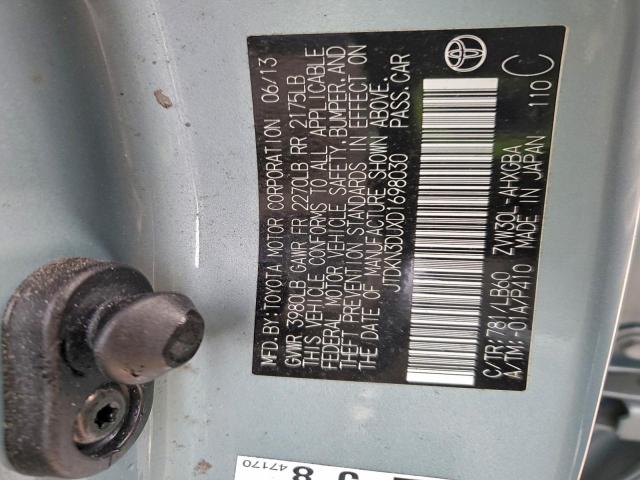 MFD. BY: TOYOTA MOTOR CORPORATION 06/13
GVWR 3980LB GAWR FR 2270LB RR 2175LB
THIS VEHICLE CONFORMS TO ALL APPLICABLE
FEDERAL MOTOR VEHICLE SAFETY, BUMPER, AND
THEFT PREVENTION STANDARDS IN EFFECT ON
THE DATE OF MANUFACTURE SHOWN ABOVE.
JTDKN3DUXD1698030 PASS. CAR
C/TR: 781/LB60 ZVW30L-AHXGBA
A/TM: -01A/P410 MADE IN JAPAN 110 C
47170